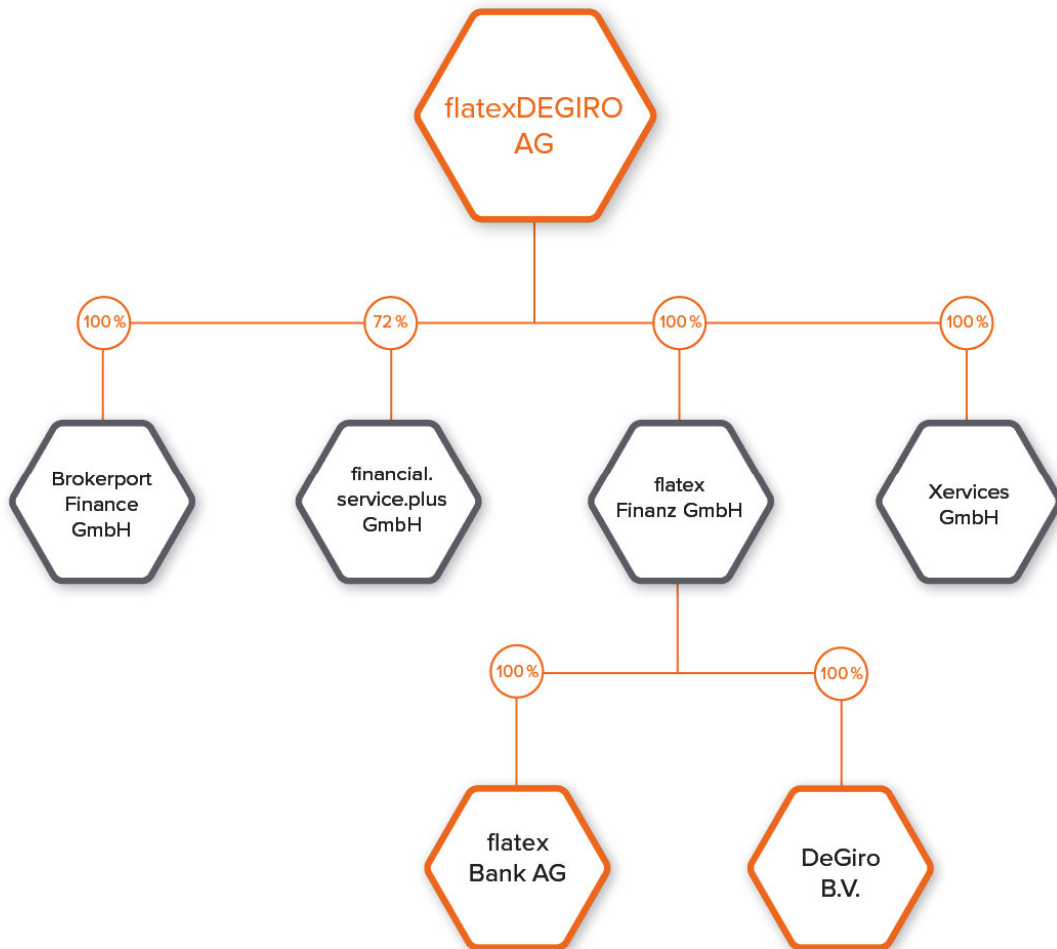 flatexDEGIRO
AG
100%
72%
100%
100%
Brokerport
Finance
GmbH
financial.
service.plus
GmbH
flatex
Finanz GmbH
Xervices
GmbH
100%
100%
flatex
Bank AG
DeGiro
B.V.